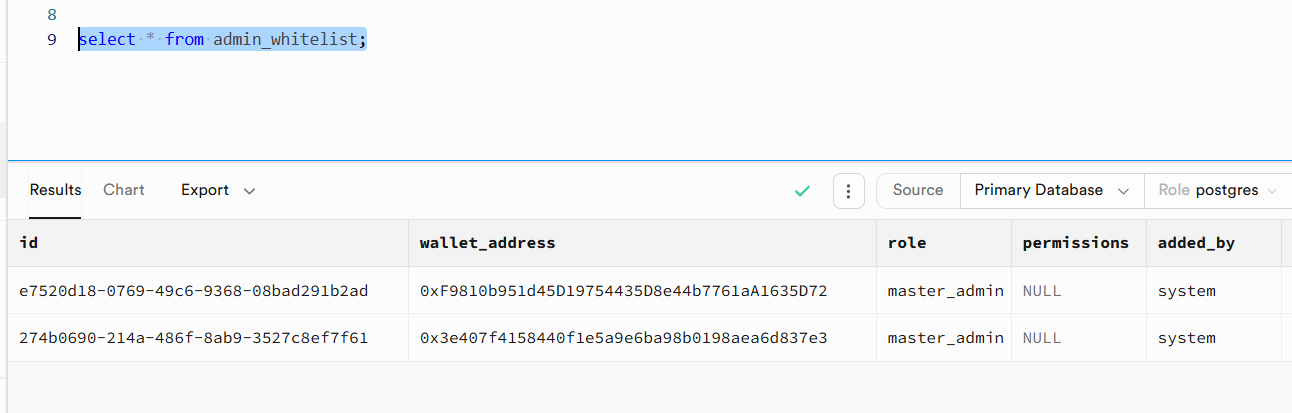 8
9 select * from admin_whitelist;
Results Chart Export Source Primary Database Role postgres
id wallet_address role permissions added_by
e7520d18-0769-49c6-9368-08bad291b2ad 0xF9810b951d45D19754435D8e44b7761aA1635D72 master_admin NULL system
274b0690-214a-486f-8ab9-3527c8ef7f61 0x3e407f4158440f1e5a9e6ba98b0198aea6d837e3 master_admin NULL system